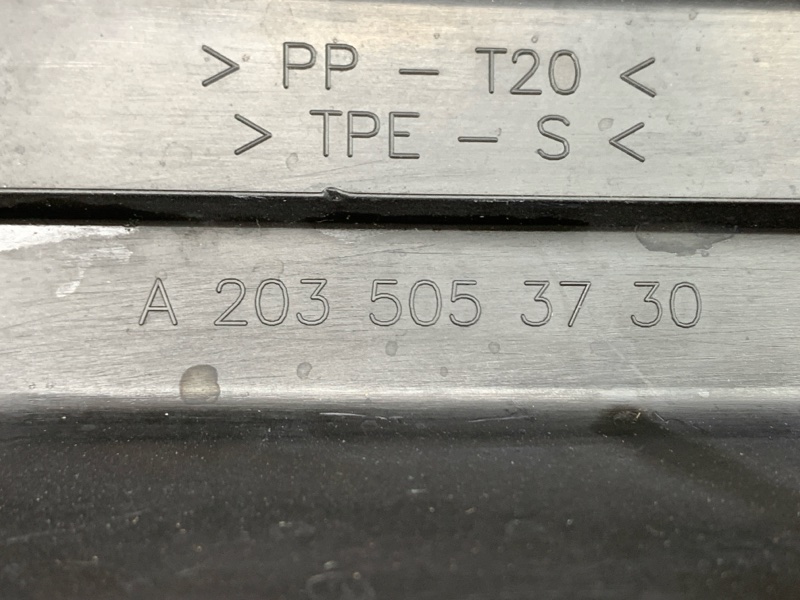 > PP - T20 <
> TPE - S <
A 203 505 37 30